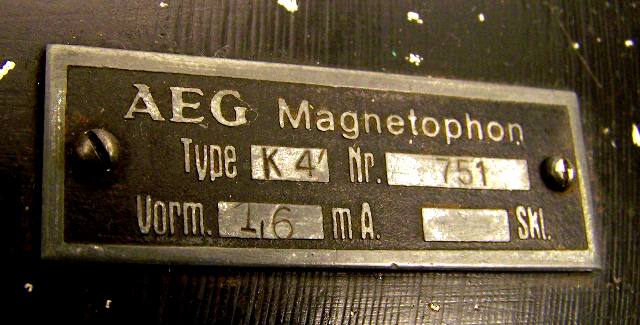 AEG Magnetophon
Type K 4 Nr. 751
Vorm. 1,6 mA. Skl.